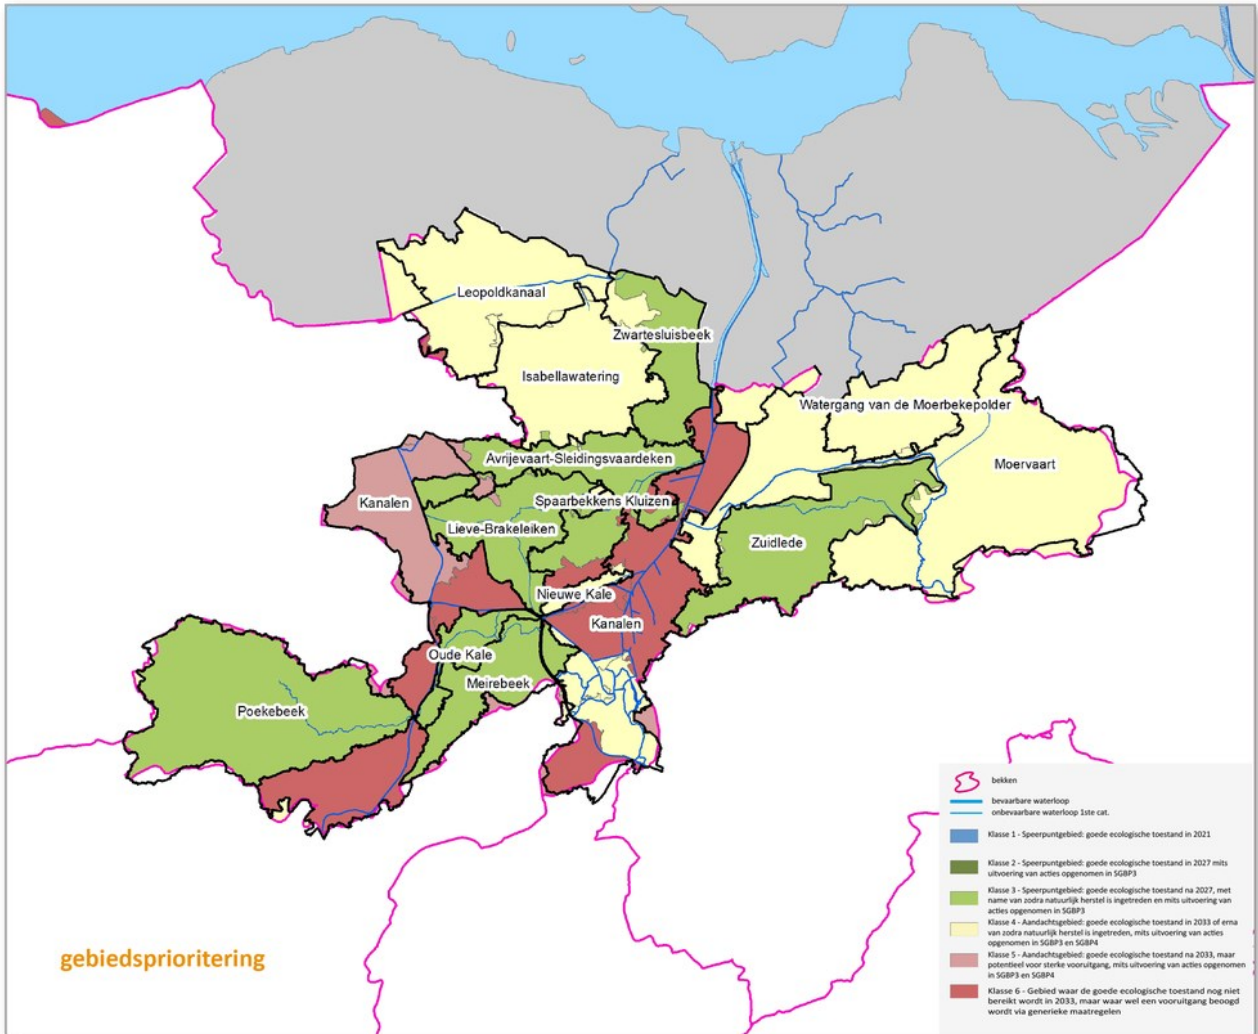 Leopoldkanaal
Zwartesluisbeek
Isabellawatering
Watergang van de Moerbekepolder
Avrijevaart-Sleidingsvaardeken
Moervaart
Kanalen
Spaarbekkens Kluizen
Lieve-Brakeleiken
Zuidlede
Nieuwe Kale
Kanalen
Oude Kale
Meirebeek
Poekebeek
gebiedsprioritering
bekken
bevaarbare waterloop
onbevaarbare waterloop 1ste cat.
Klasse 1 - Speerpuntgebied: goede ecologische toestand in 2021
Klasse 2 - Speerpuntgebied: goede ecologische toestand in 2027 mits
uitvoering van acties opgenomen in SGBP3
Klasse 3 - Speerpuntgebied: goede ecologische toestand na 2027, met
name van zodra natuurlijk herstel is ingetreden en mits uitvoering van
acties opgenomen in SGBP3
Klasse 4 - Aandachtsgebied: goede ecologische toestand in 2033 of erna
van zodra natuurlijk herstel is ingetreden, mits uitvoering van acties
opgenomen in SGBP3 en SGBP4
Klasse 5 - Aandachtsgebied: goede ecologische toestand na 2033, maar
potentieel voor sterke vooruitgang, mits uitvoering van acties opgenomen
in SGBP3 en SGBP4
Klasse 6 - Gebied waar de goede ecologische toestand nog niet
bereikt wordt in 2033, maar waar wel een vooruitgang beoogd
wordt via generieke maatregelen